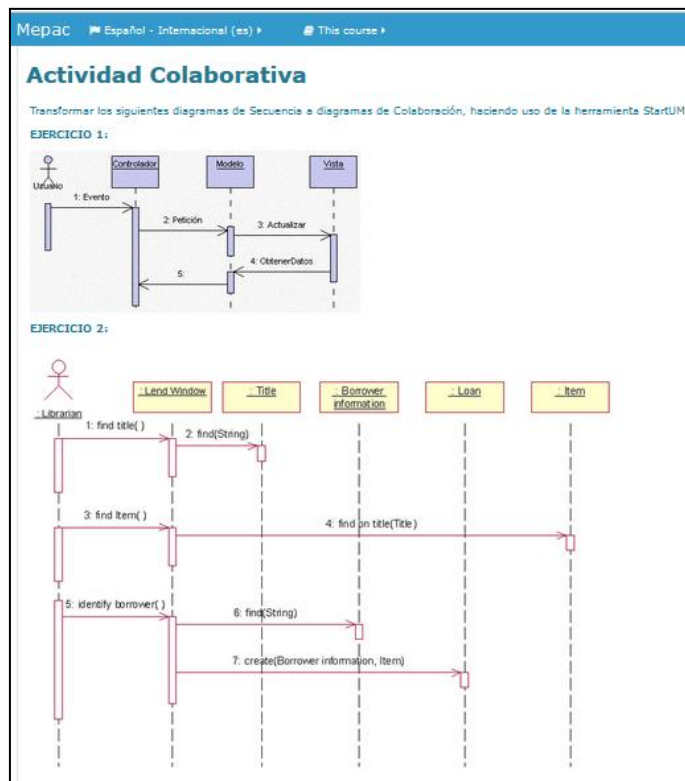 Mepac Español - Internacional (es) This course
Actividad Colaborativa
Transformar los siguientes diagramas de Secuencia a diagramas de Colaboración, haciendo uso de la herramienta StartUM
EJERCICIO 1:
Usuario Controlador Modelo Vista
1: Evento
2: Petición
3: Actualizar
4: ObtenerDatos
5:
EJERCICIO 2:
: Librarian : Lend Window : Title : Borrower information : Loan : Item
1: find title( )
2: find(String)
3: find Item( )
4: find on title(Title)
5: identify borrower( )
6: find(String)
7: create(Borrower information, Item)